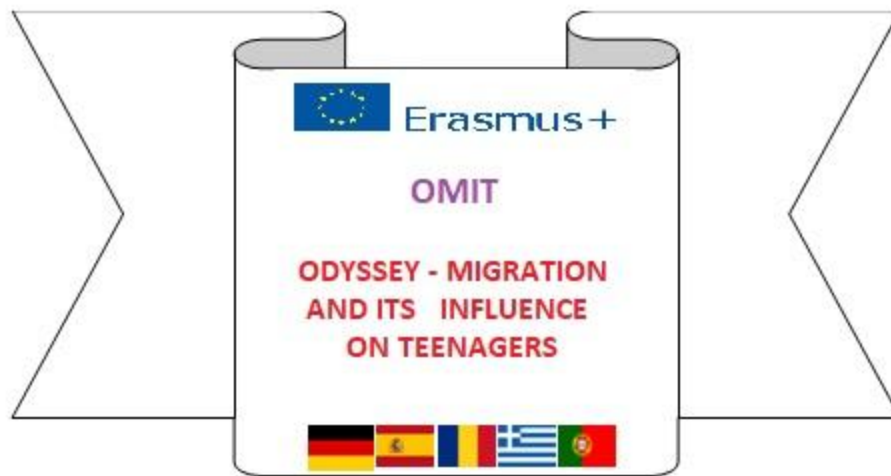 Erasmus+
OMIT
ODYSSEY - MIGRATION
AND ITS INFLUENCE
ON TEENAGERS